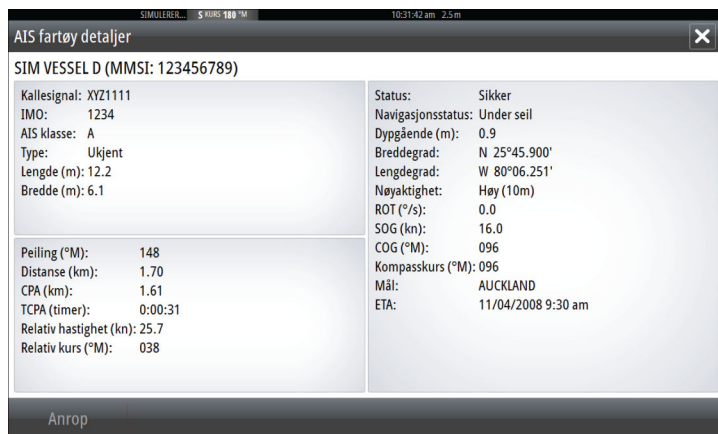 SIMULERER... S KURS 180 °M 10:31:42 am 2.5 m
AIS fartøy detaljer
SIM VESSEL D (MMSI: 123456789)
Kallesignal: XYZ1111
IMO: 1234
AIS klasse: A
Type: Ukjent
Lengde (m): 12.2
Bredde (m): 6.1
Peiling (°M): 148
Distanse (km): 1.70
CPA (km): 1.61
TCPA (timer): 0:00:31
Relativ hastighet (kn): 25.7
Relativ kurs (°M): 038
Status: Sikker
Navigasjonsstatus: Under seil
Dypgående (m): 0.9
Breddegrad: N 25°45.900'
Lengdegrad: W 80°06.251'
Nøyaktighet: Høy (10m)
ROT (°/s): 0.0
SOG (kn): 16.0
COG (°M): 096
Kompasskurs (°M): 096
Mål: AUCKLAND
ETA: 11/04/2008 9:30 am
Anrop